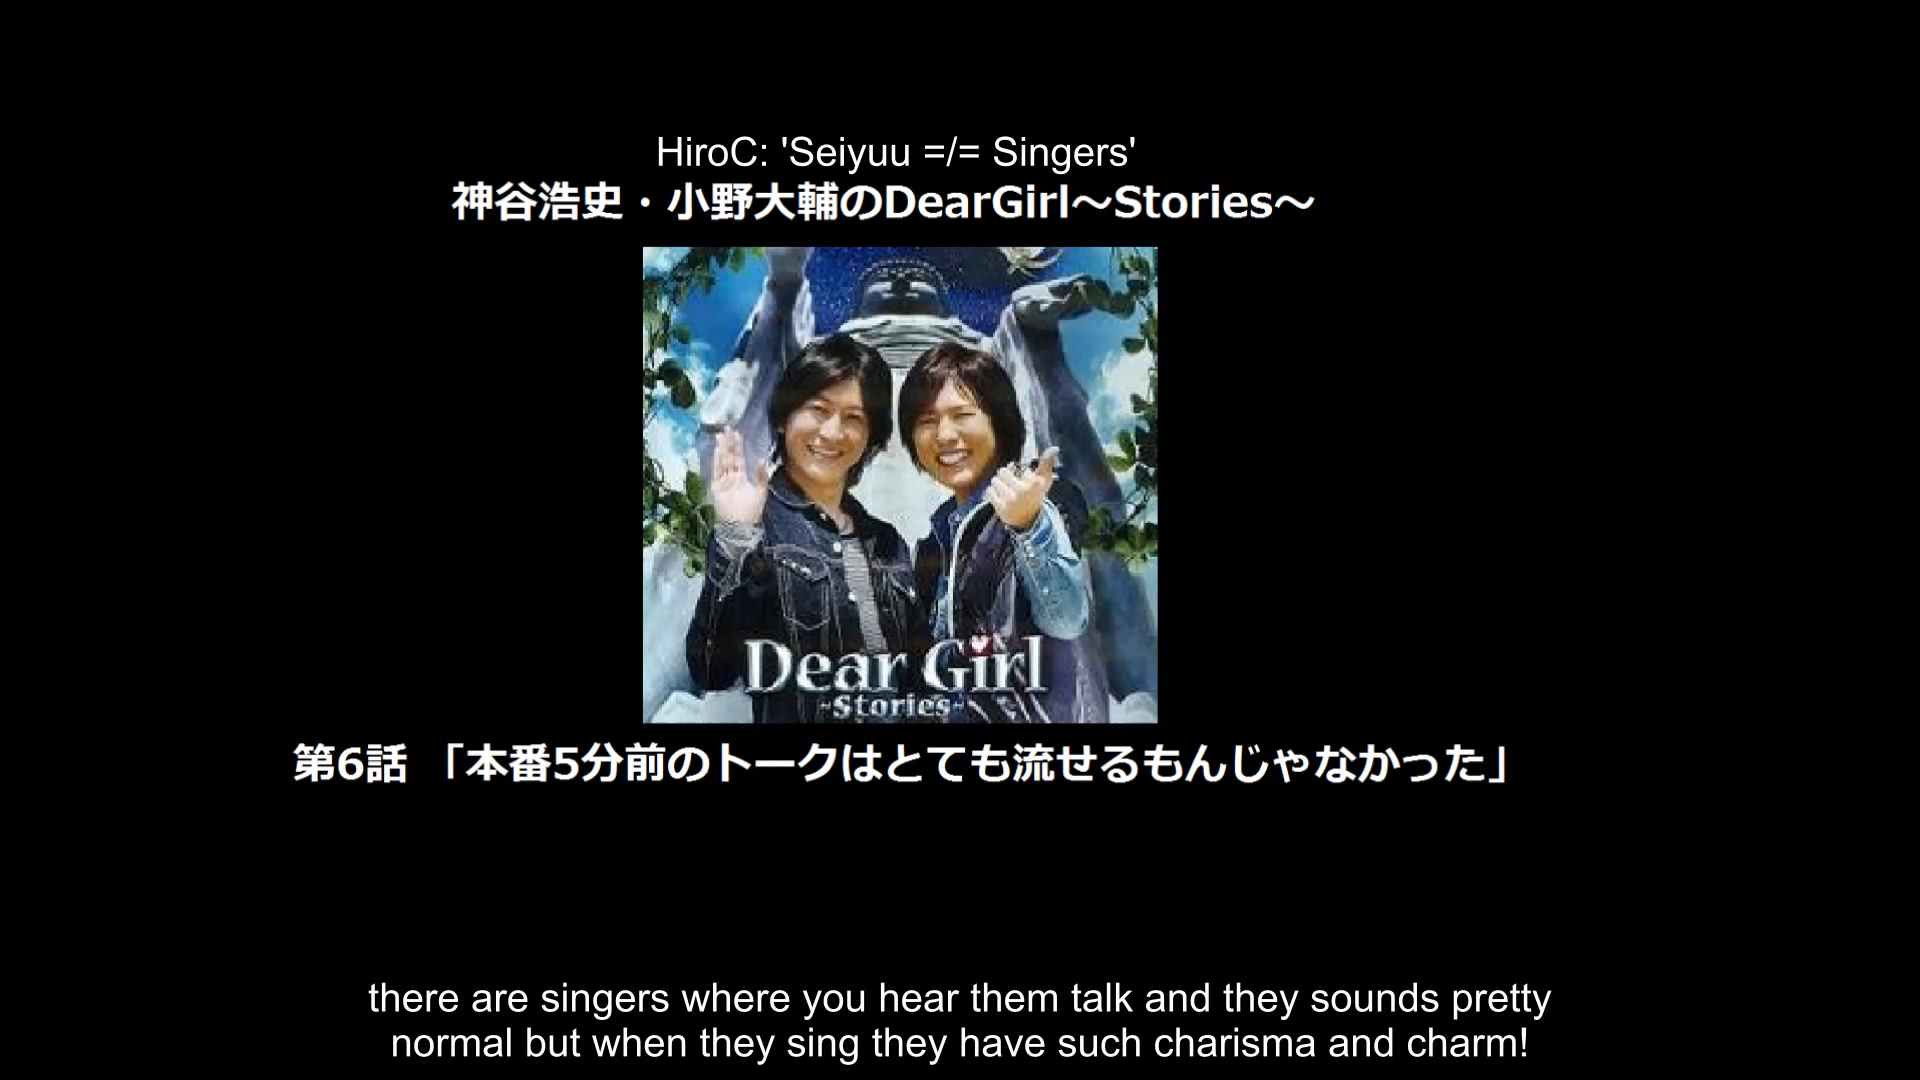 HiroC: 'Seiyuu =/= Singers'
神谷浩史・小野大輔のDearGirl～Stories～
Dear Girl
~Stories~
第6話 「本番5分前のトークはとても流せるもんじゃなかった」
there are singers where you hear them talk and they sounds pretty
normal but when they sing they have such charisma and charm!